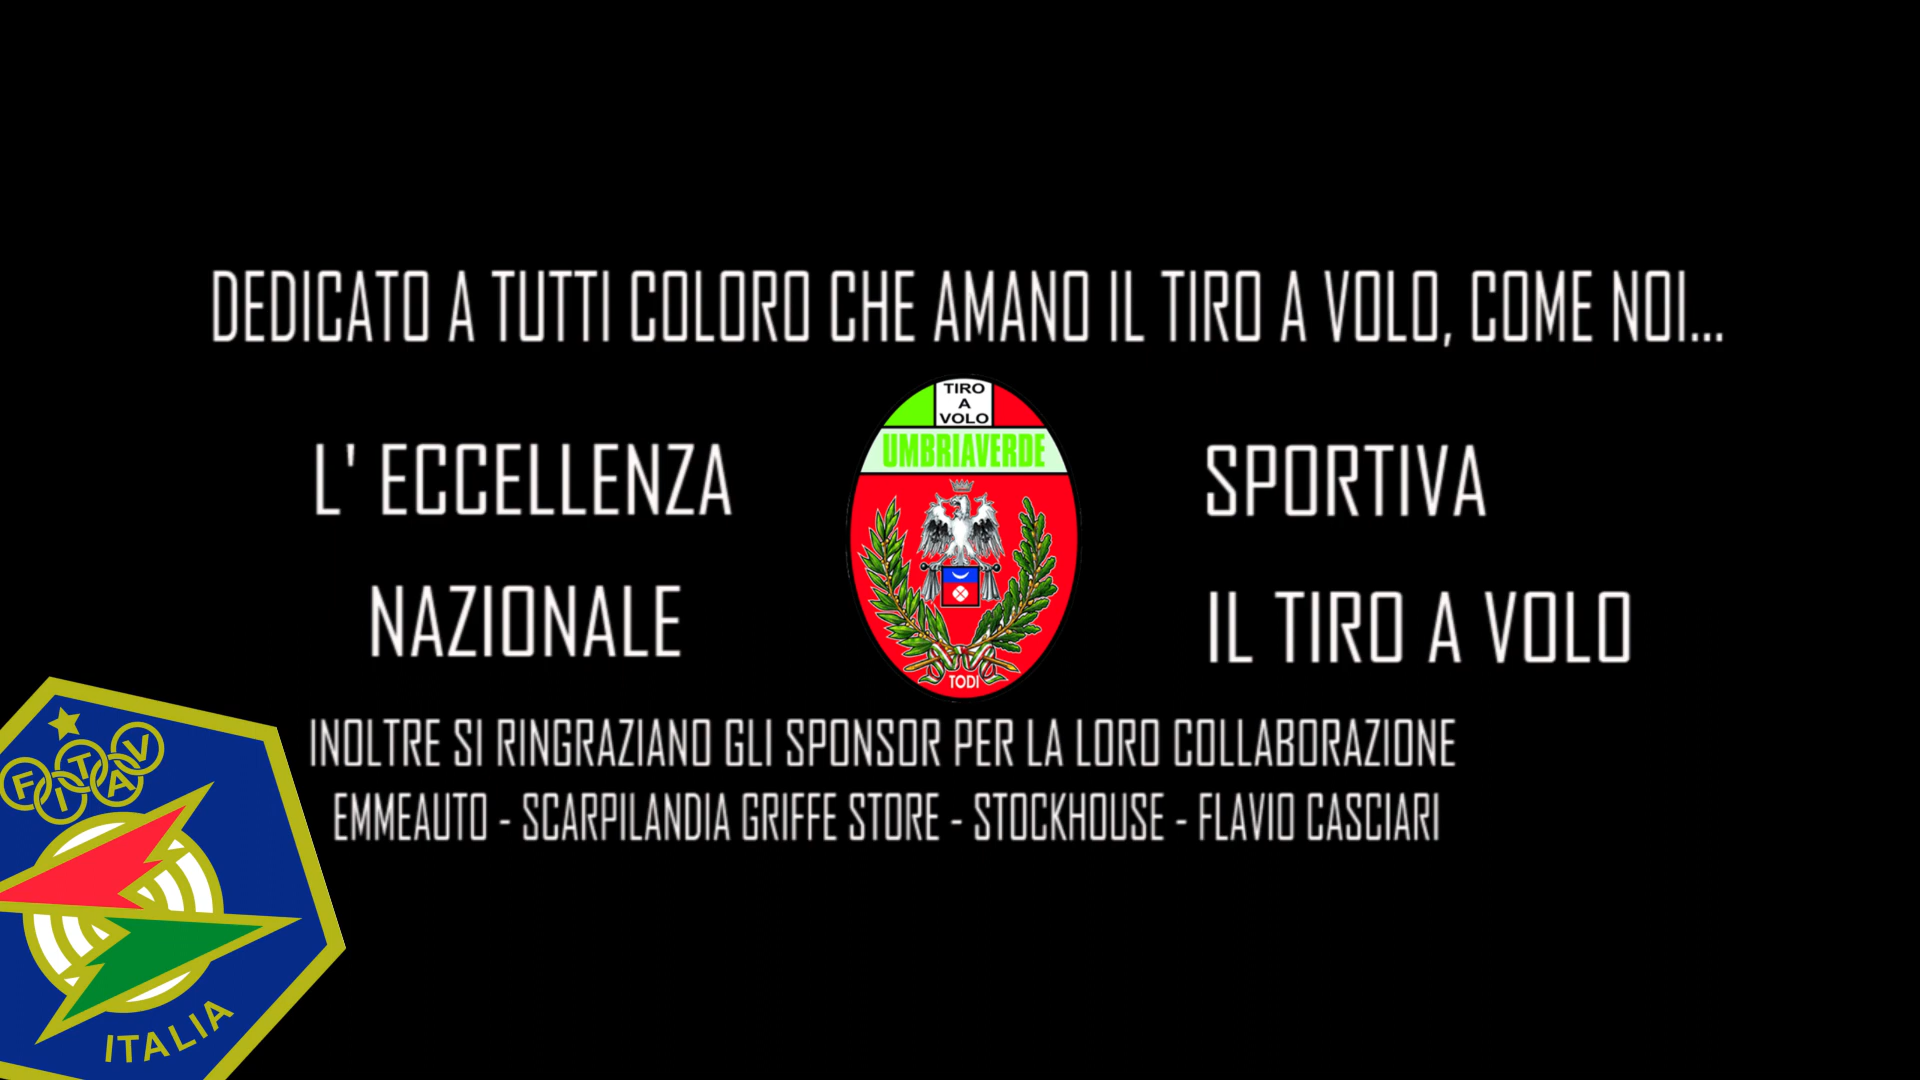 DEDICATO A TUTTI COLORO CHE AMANO IL TIRO A VOLO, COME NOI...
TIRO
A
VOLO
UMBRIAVERDE
L' ECCELLENZA
SPORTIVA
NAZIONALE
IL TIRO A VOLO
TODI
INOLTRE SI RINGRAZIANO GLI SPONSOR PER LA LORO COLLABORAZIONE
EMMEAUTO - SCARPILANDIA GRIFFE STORE - STOCKHOUSE - FLAVIO CASCIARI
FITAV
ITALIA